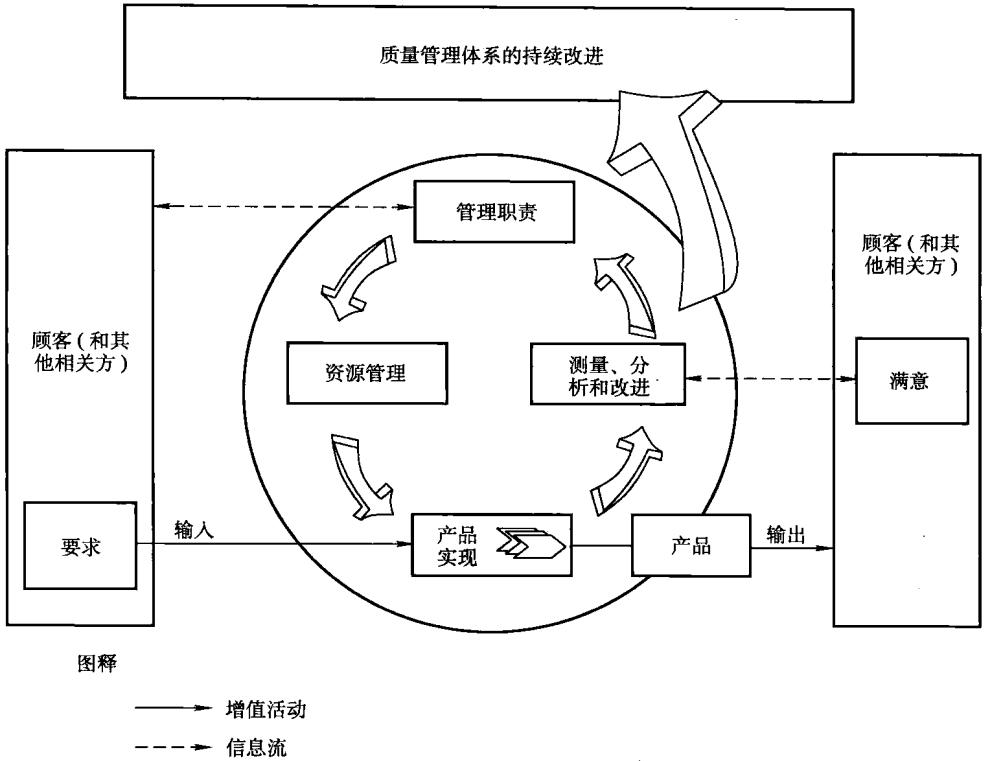 质量管理体系的持续改进
管理职责
顾客(和其
他相关方)
顾客(和其
他相关方)
资源管理
测量、分
析和改进
满意
要求
输入
产品
实现
产品
输出
图释
增值活动
信息流